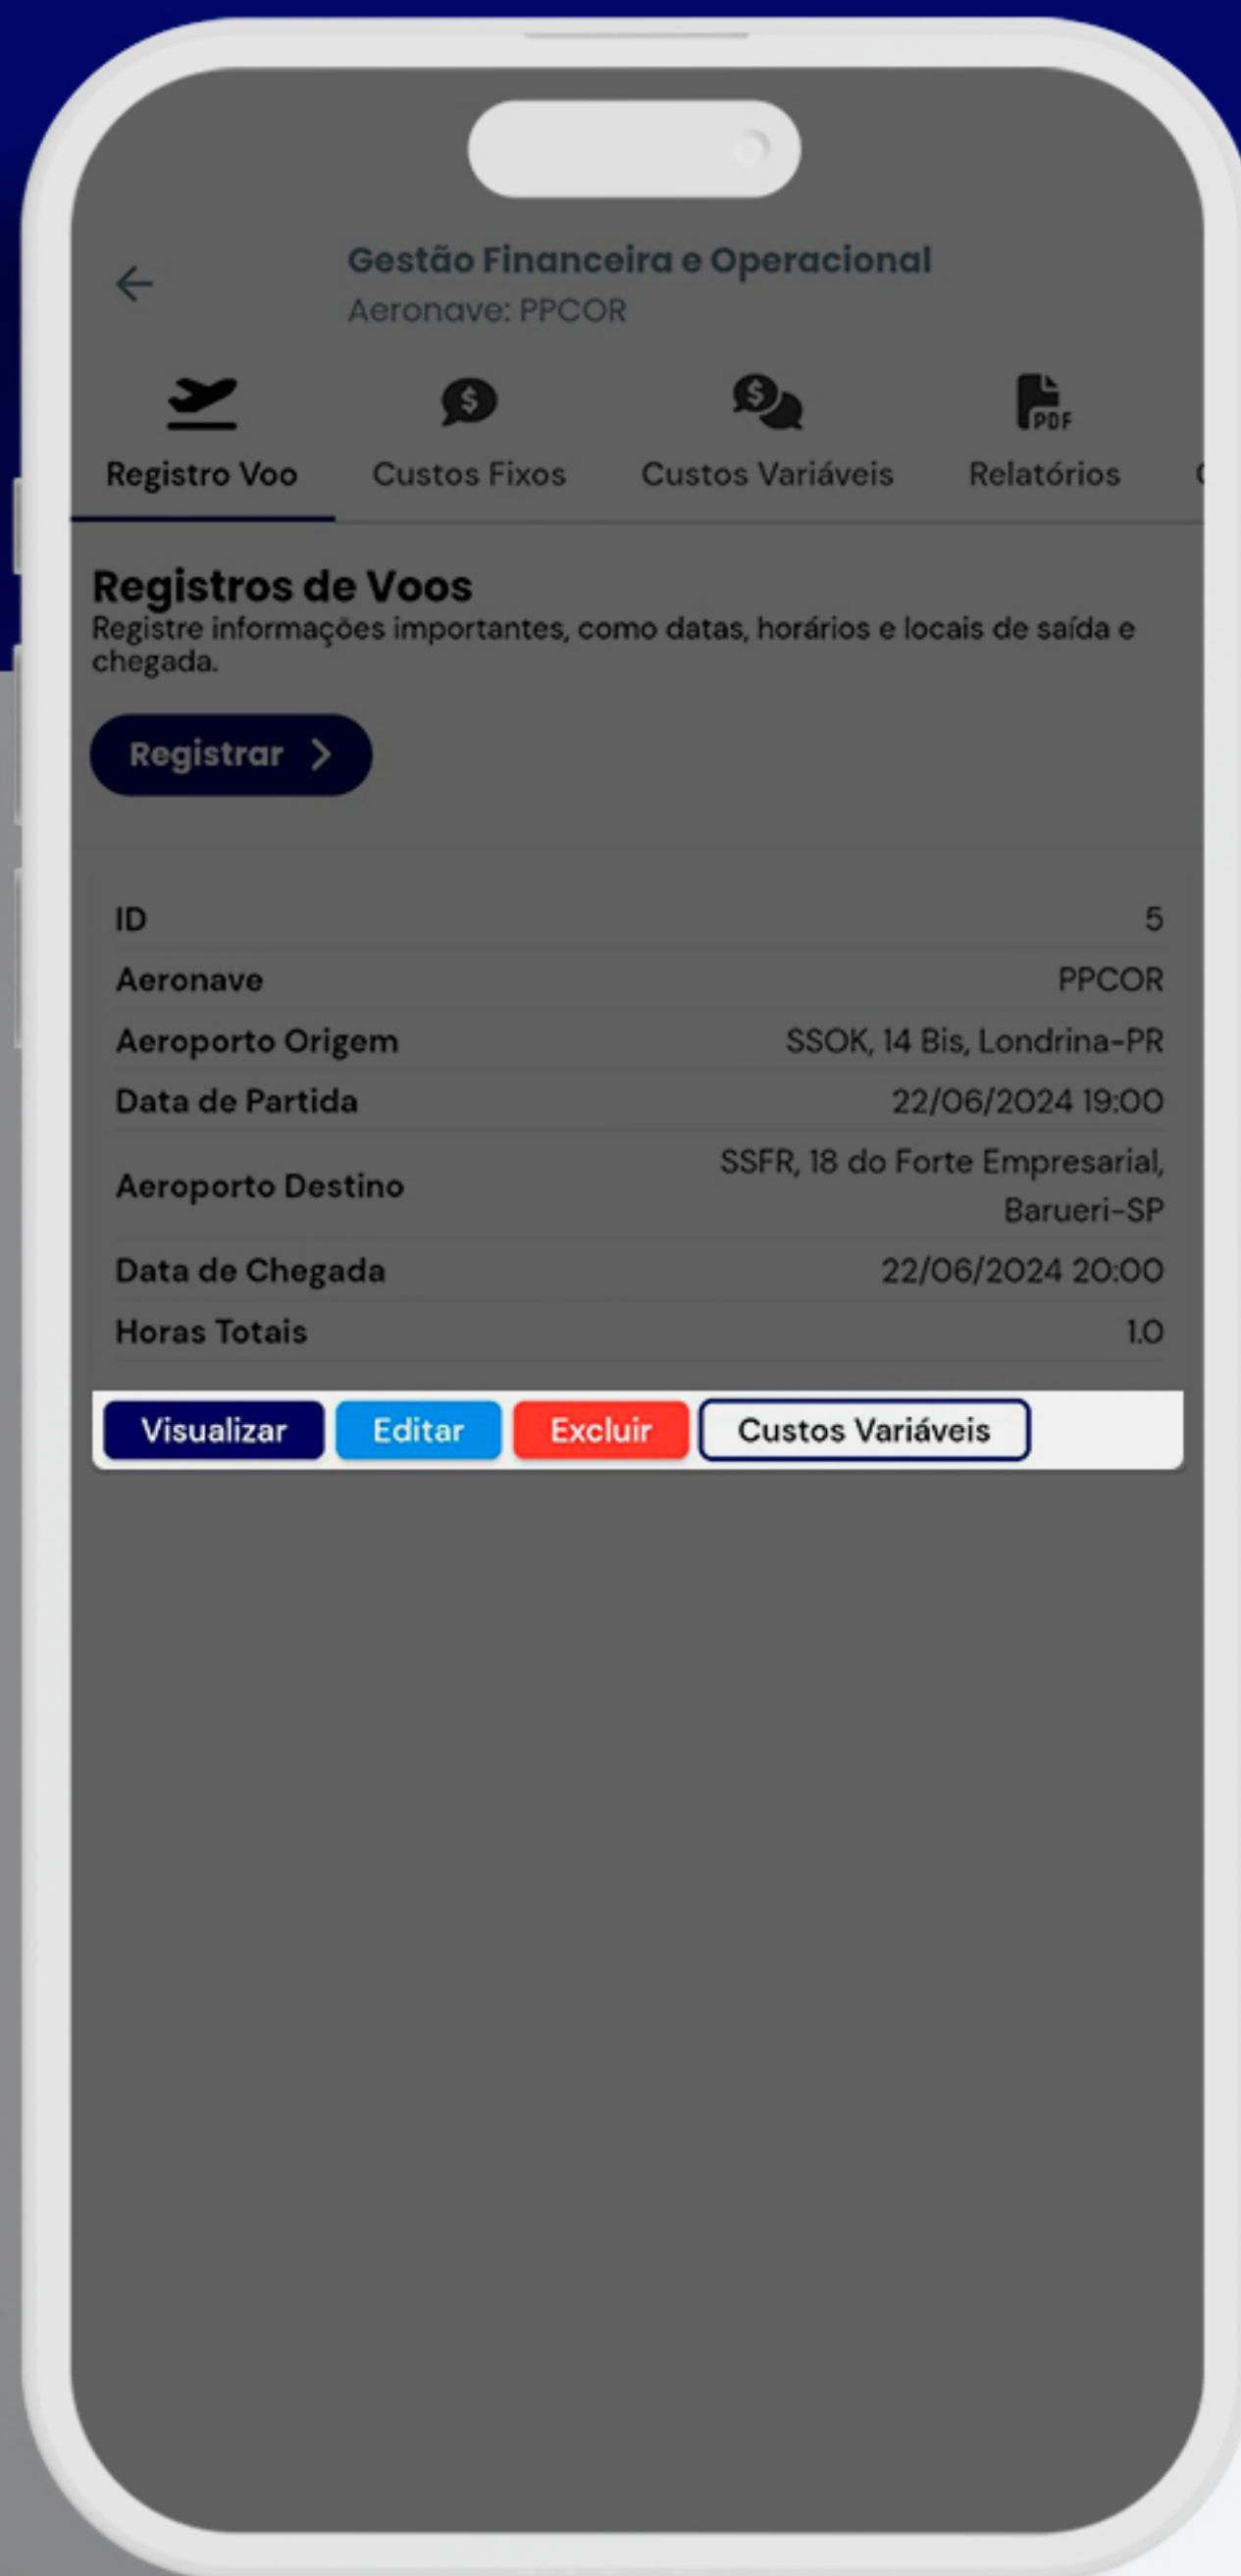 Gestão Financeira e Operacional
Aeronave: PPCOR
Registro Voo
Custos Fixos
Custos Variáveis
PDF
Relatórios
Registros de Voos
Registre informações importantes, como datas, horários e locais de saída e
chegada.
Registrar
ID 5
Aeronave PPCOR
Aeroporto Origem SSOK, 14 Bis, Londrina-PR
Data de Partida 22/06/2024 19:00
Aeroporto Destino SSFR, 18 do Forte Empresarial,
Barueri-SP
Data de Chegada 22/06/2024 20:00
Horas Totais 1.0
Visualizar Editar Excluir Custos Variáveis